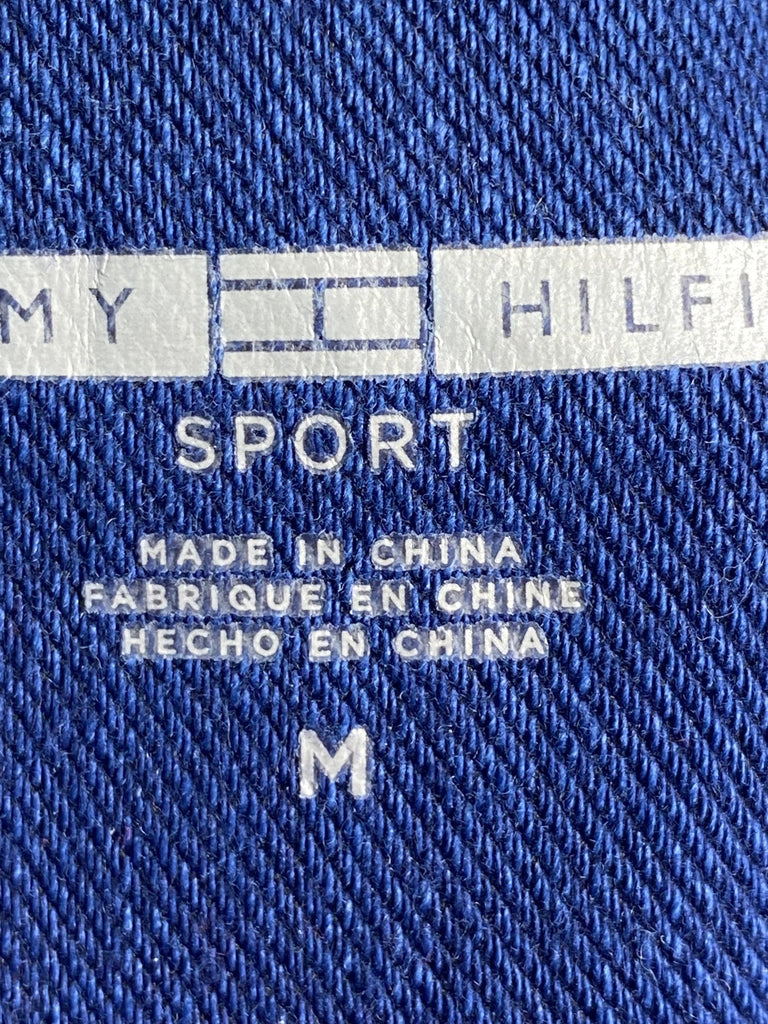 MY HILFI
SPORT
MADE IN CHINA
FABRIQUE EN CHINE
HECHO EN CHINA
M